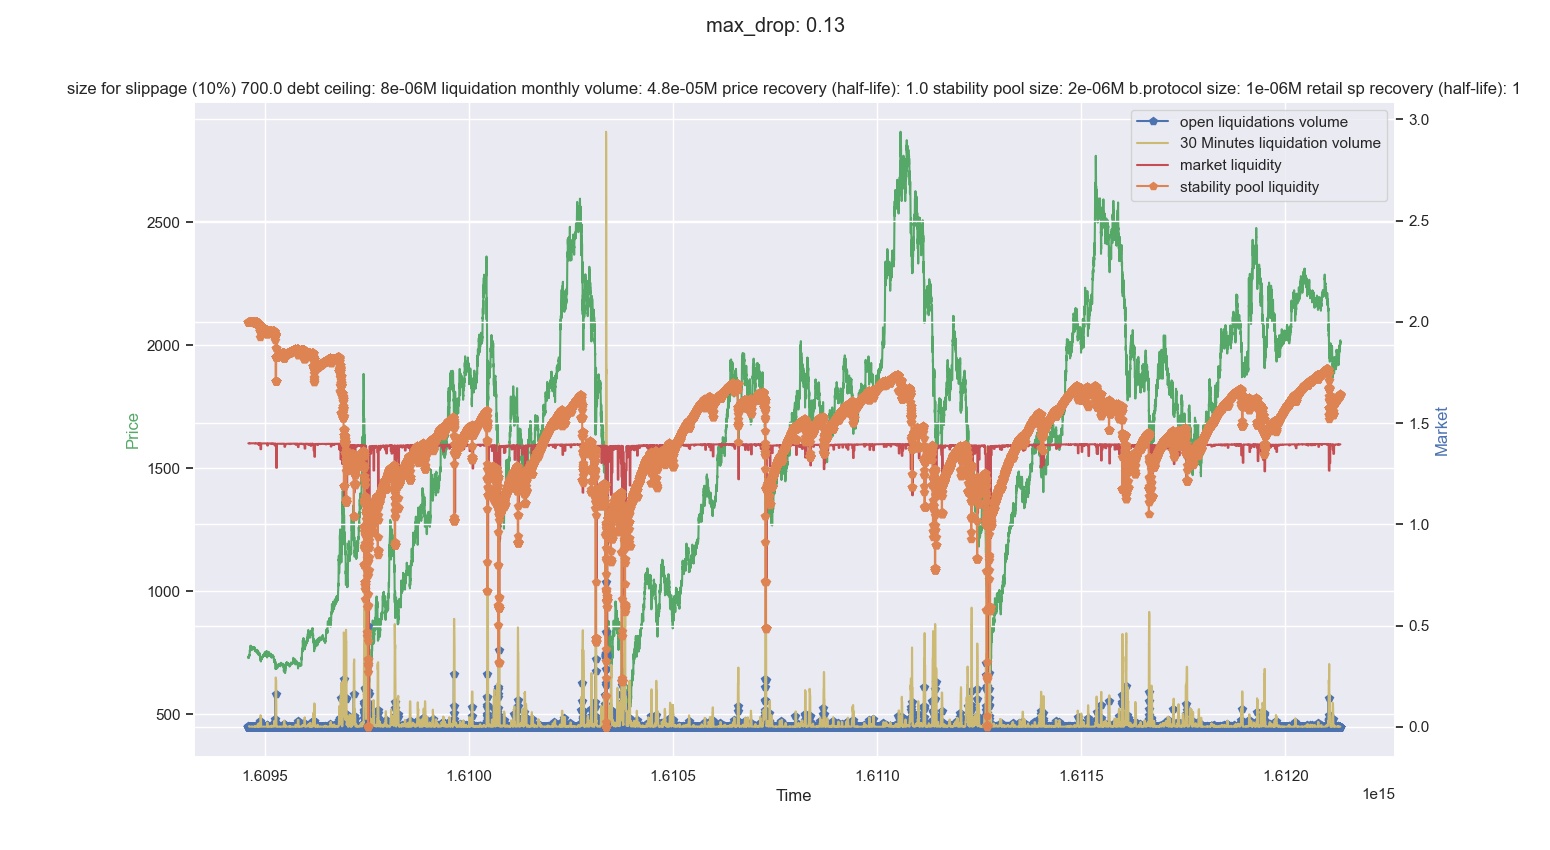 max_drop: 0.13
size for slippage (10%) 700.0 debt ceiling: 8e-06M liquidation monthly volume: 4.8e-05M price recovery (half-life): 1.0 stability pool size: 2e-06M b.protocol size: 1e-06M retail sp recovery (half-life): 1
open liquidations volume
30 Minutes liquidation volume
market liquidity
stability pool liquidity
3.0
2.5
2.0
1.5
1.0
0.5
0.0
Market
2500
2000
1500
1000
500
Price
1.6095
1.6100
1.6105
1.6110
1.6115
1.6120
1e15
Time